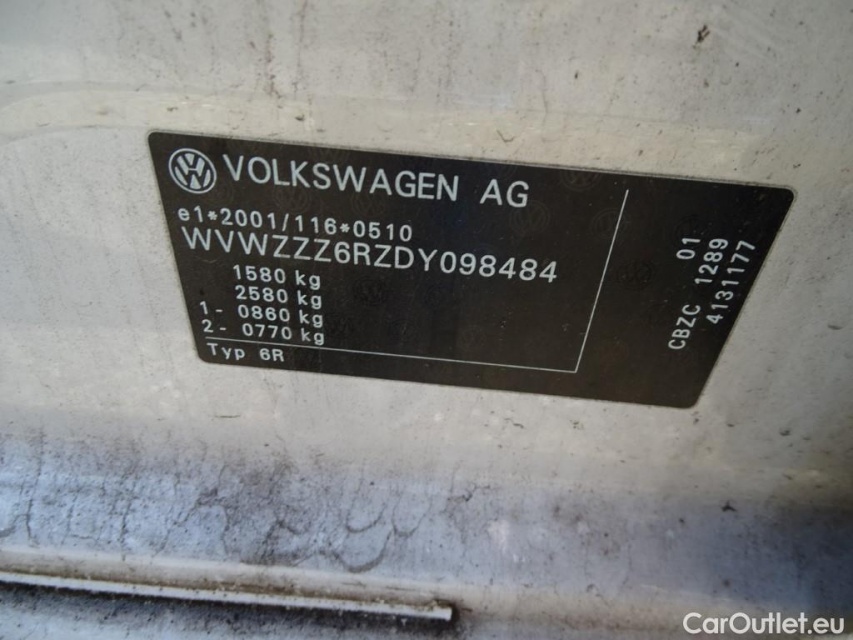 VOLKSWAGEN AG
e1*2001/116*0510
WVWZZZ6RZDY098484
1580 kg
2580 kg
1- 0860 kg
2- 0770 kg
Typ 6R
01
CBZC 1289
4131177
CarOutlet.eu